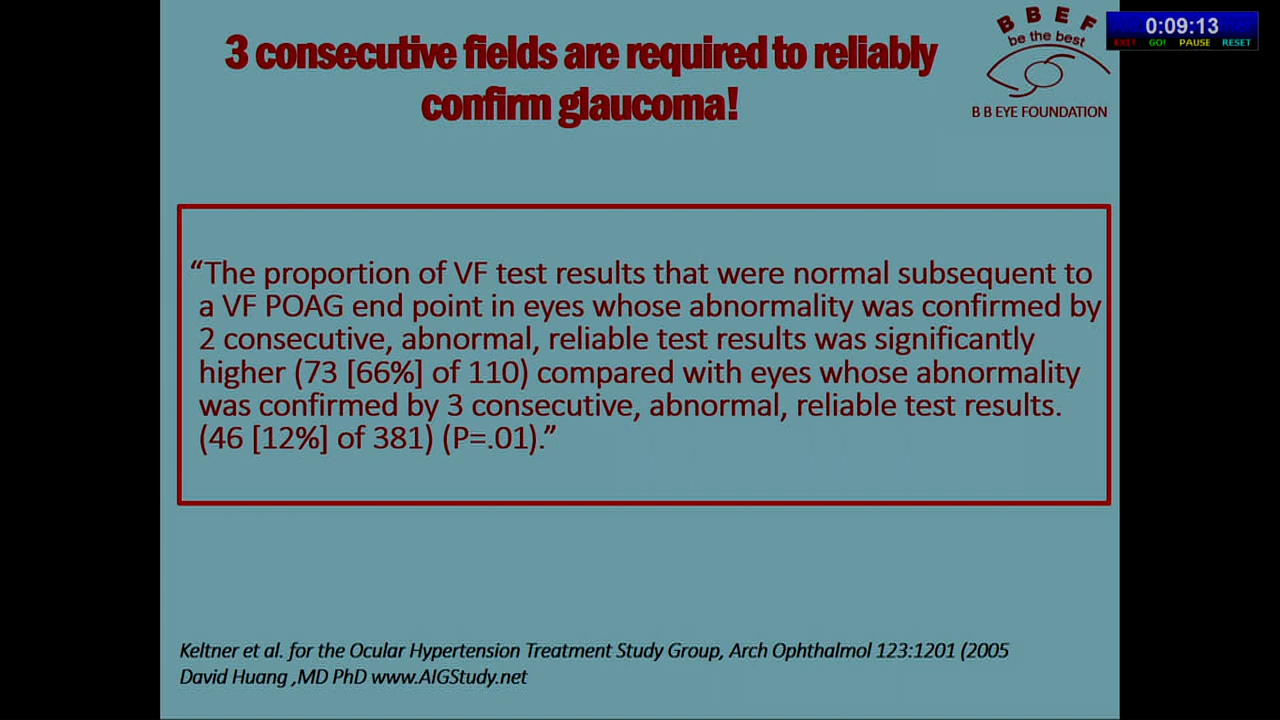 3 consecutive fields are required to reliably
confirm glaucoma!
BBEF
be the best
B B EYE FOUNDATION
0:09:13
EXIT GO! PAUSE RESET
“The proportion of VF test results that were normal subsequent to
a VF POAG end point in eyes whose abnormality was confirmed by
2 consecutive, abnormal, reliable test results was significantly
higher (73 [66%] of 110) compared with eyes whose abnormality
was confirmed by 3 consecutive, abnormal, reliable test results.
(46 [12%] of 381) (P=.01).”
Keltner et al. for the Ocular Hypertension Treatment Study Group, Arch Ophthalmol 123:1201 (2005
David Huang ,MD PhD www.AIGStudy.net